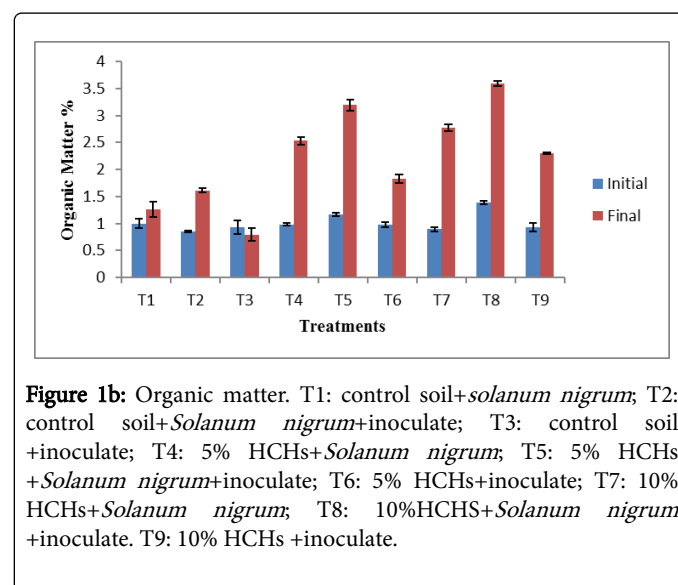 4
3.5
3
2.5
2
1.5
1
0.5
0
Organic Matter %
T1 T2 T3 T4 T5 T6 T7 T8 T9
Treatments
Initial
Final
Figure 1b: Organic matter. T1: control soil+solanum nigrum; T2:
control soil+Solanum nigrum+inoculate; T3: control soil
+inoculate; T4: 5% HCHs+Solanum nigrum; T5: 5% HCHs
+Solanum nigrum+inoculate; T6: 5% HCHs+inoculate; T7: 10%
HCHs+Solanum nigrum; T8: 10%HCHS+Solanum nigrum
+inoculate. T9: 10% HCHs +inoculate.